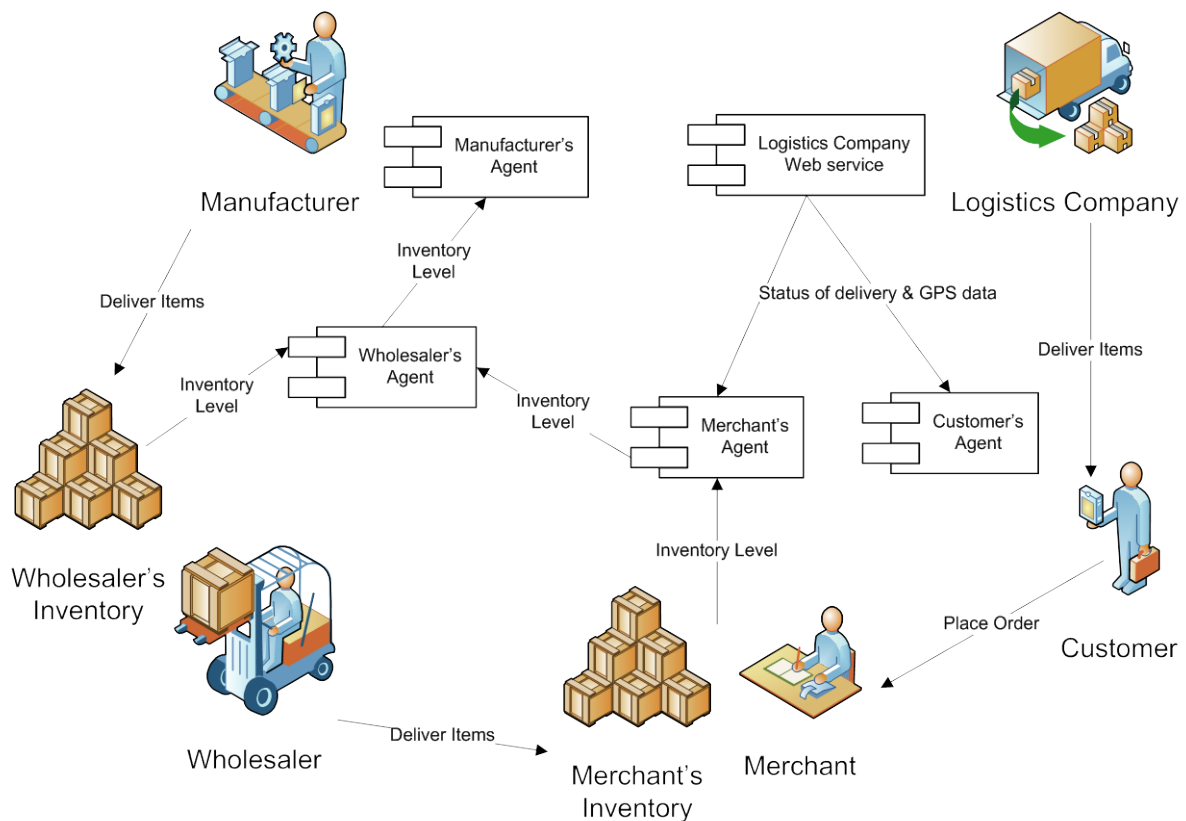 Manufacturer's
Agent
Logistics Company
Web service
Manufacturer
Logistics Company
Inventory
Level
Deliver Items
Status of delivery & GPS data
Wholesaler's
Agent
Deliver Items
Inventory
Level
Inventory
Level
Merchant's
Agent
Customer's
Agent
Inventory Level
Wholesaler's
Inventory
Place Order
Customer
Deliver Items
Wholesaler
Merchant's
Inventory
Merchant